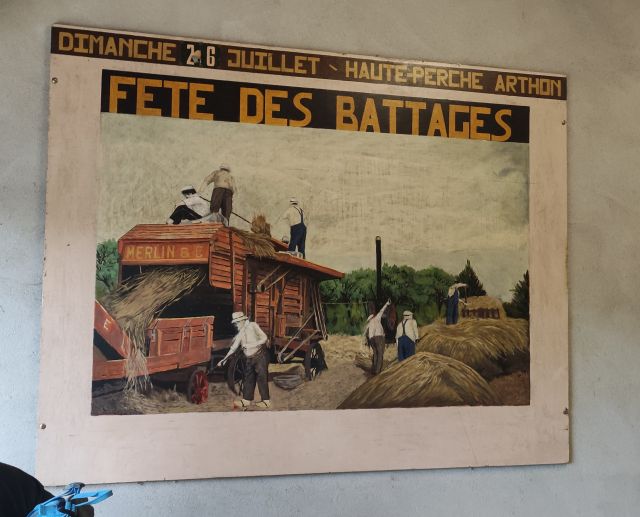 DIMANCHE 26 JUILLET - HAUTE-PERCHE ARTHON
FETE DES BATTAGES
MERLIN & C
E